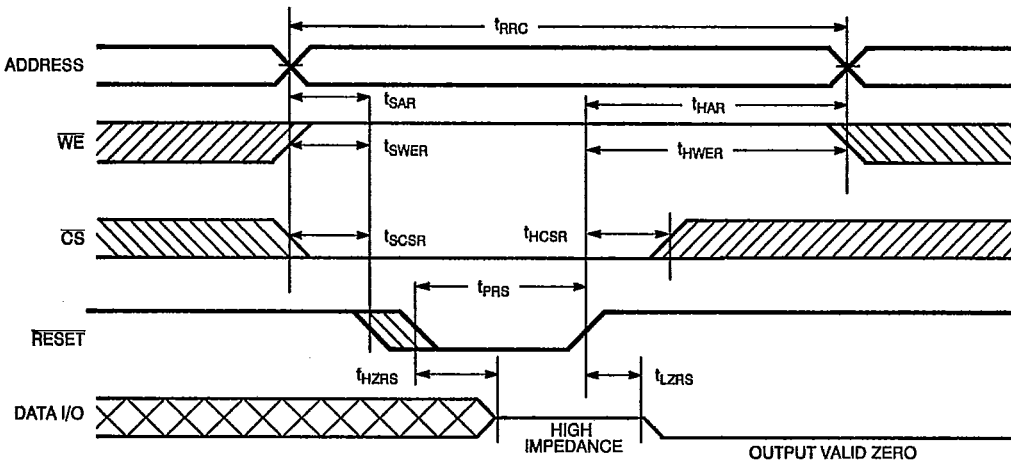 tRRC
ADDRESS
tSAR
tHAR
WE
tSWER
tHWER
CS
tSCSR
tHCSR
tPRS
RESET
tHZRS
tLZRS
DATA I/O
HIGH
IMPEDANCE
OUTPUT VALID ZERO